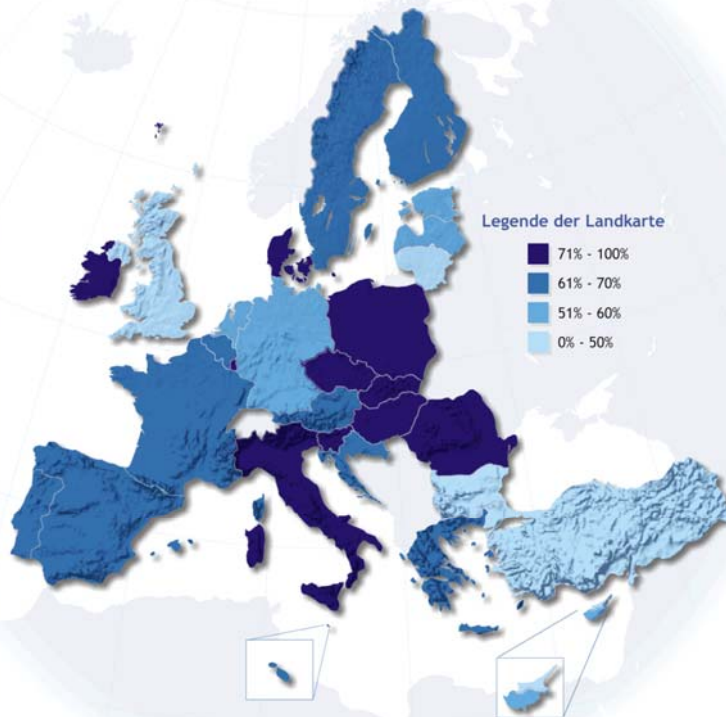 Legende der Landkarte
71% - 100%
61% - 70%
51% - 60%
0% - 50%